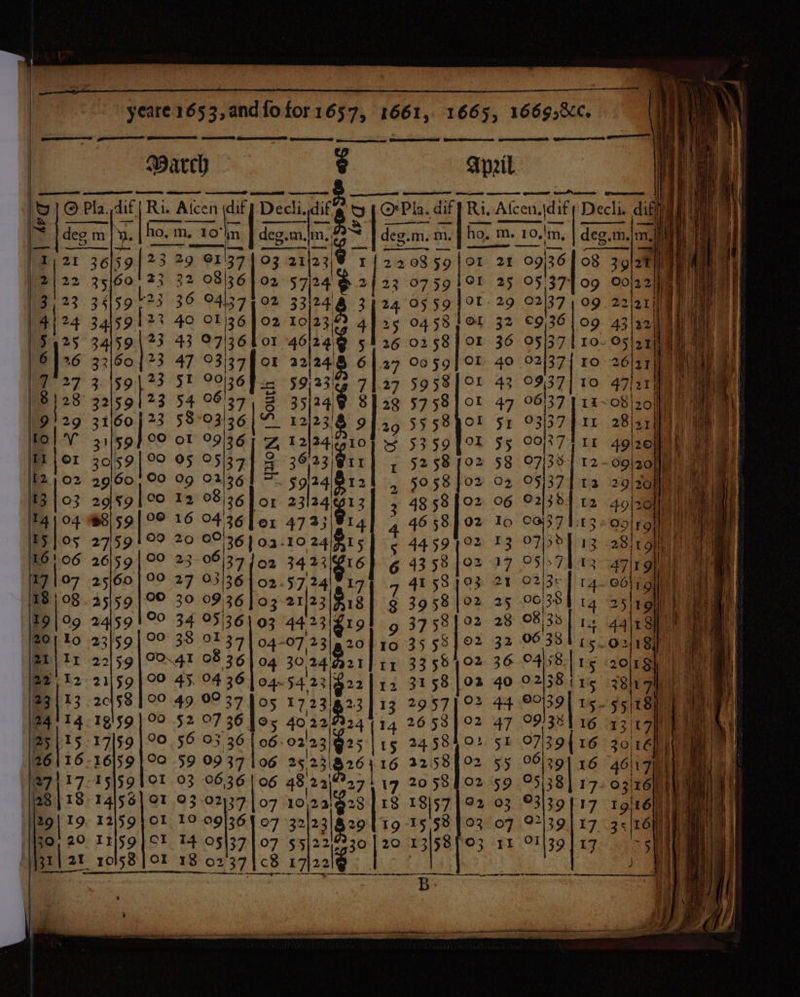 yeare 1653, and ſo for 1657, 1661, 1665, 1669, &c.
March April
☉ Pla. dif Ri. Aſcen dif Decli. dif ☉ Pla. dif Ri. Aſcen. dif Decli. dif
deg m m. ho. m. 10 m deg.m. m. deg.m. m. ho. m. 10. m. deg.m. m.
1 21 36 59 23 29 01 37 03 21 23 1 22 08 59 01 21 09 36 08 39 21
2 22 35 60 23 32 08 36 02 57 24 2 23 07 59 01 25 05 37 09 00 22
3 23 35 59 23 36 04 37 02 33 24 3 24 05 59 01 29 02 37 09 22 21
4 24 34 59 23 40 01 36 02 10 23 4 25 04 58 01 32 09 36 09 43 22
5 25 34 59 23 43 07 36 01 46 24 5 26 02 58 01 36 05 37 10 05 21
6 26 33 60 23 47 03 37 01 22 24 6 27 00 59 01 40 02 37 10 26 21
7 27 3 59 23 51 00 36 59 23 7 27 59 58 01 43 09 37 10 47 21
8 28 32 59 23 54 06 37 South 35 24 8 28 57 58 01 47 06 37 11 08 20
9 29 31 60 23 58 03 36 12 23 9 29 55 58 01 51 03 37 11 28 21
10 ♈ 31 59 00 01 09 36 North 12 24 10 ♉ 53 59 01 55 00 37 11 49 20
11 01 30 59 00 05 05 37 36 23 11 1 52 58 02 58 07 38 12 09 20
12 02 29 60 00 09 02 36 59 24 12 2 50 58 02 02 05 37 12 29 20
13 03 29 59 00 12 08 36 01 23 24 13 3 48 58 02 06 02 38 12 49 20
14 04 28 59 00 16 04 36 01 47 23 14 4 46 58 02 10 00 37 13 09 19
15 05 27 59 00 20 00 36 02 10 24 15 5 44 59 02 13 07 38 13 28 19
16 06 26 59 00 23 06 37 02 34 23 16 6 43 58 02 17 05 37 13 47 19
17 07 25 60 00 27 03 36 02 57 24 17 7 41 58 03 21 02 38 14 06 19
18 08 25 59 00 30 09 36 03 21 23 18 8 39 58 02 25 00 38 14 25 19
19 09 24 59 00 34 05 36 03 44 23 19 9 37 58 02 28 08 38 14 44 18
20 10 23 59 00 38 01 37 04 07 23 20 10 35 58 02 32 06 38 15 02 18
21 11 22 59 00 41 08 36 04 30 24 21 11 33 58 02 36 04 38 15 20 18
22 12 21 59 00 45 04 36 04 54 23 22 12 31 58 02 40 02 38 15 38 17
23 13 20 58 00 49 00 37 05 17 23 23 13 29 57 02 44 00 39 15 55 18
24 14 18 59 00 52 07 36 05 40 22 24 14 26 58 02 47 09 38 16 13 17
25 15 17 59 00 56 03 36 06 02 23 25 15 24 58 02 51 07 39 16 30 16
26 16 16 59 00 59 09 37 06 25 23 26 16 22 58 02 55 06 39 16 46 17
27 17 15 59 01 03 06 36 06 48 22 27 17 20 58 02 59 05 38 17 03 16
28 18 14 58 01 03 02 37 07 10 22 28 18 18 57 02 03 03 39 17 19 16
29 19 12 59 01 10 09 36 07 32 23 29 19 15 58 03 07 02 39 17 35 16
30 20 11 59 01 14 05 37 07 55 22 30 20 13 58 03 11 01 39 17
31 21 10 58 01 18 02 37 08 17 22
B